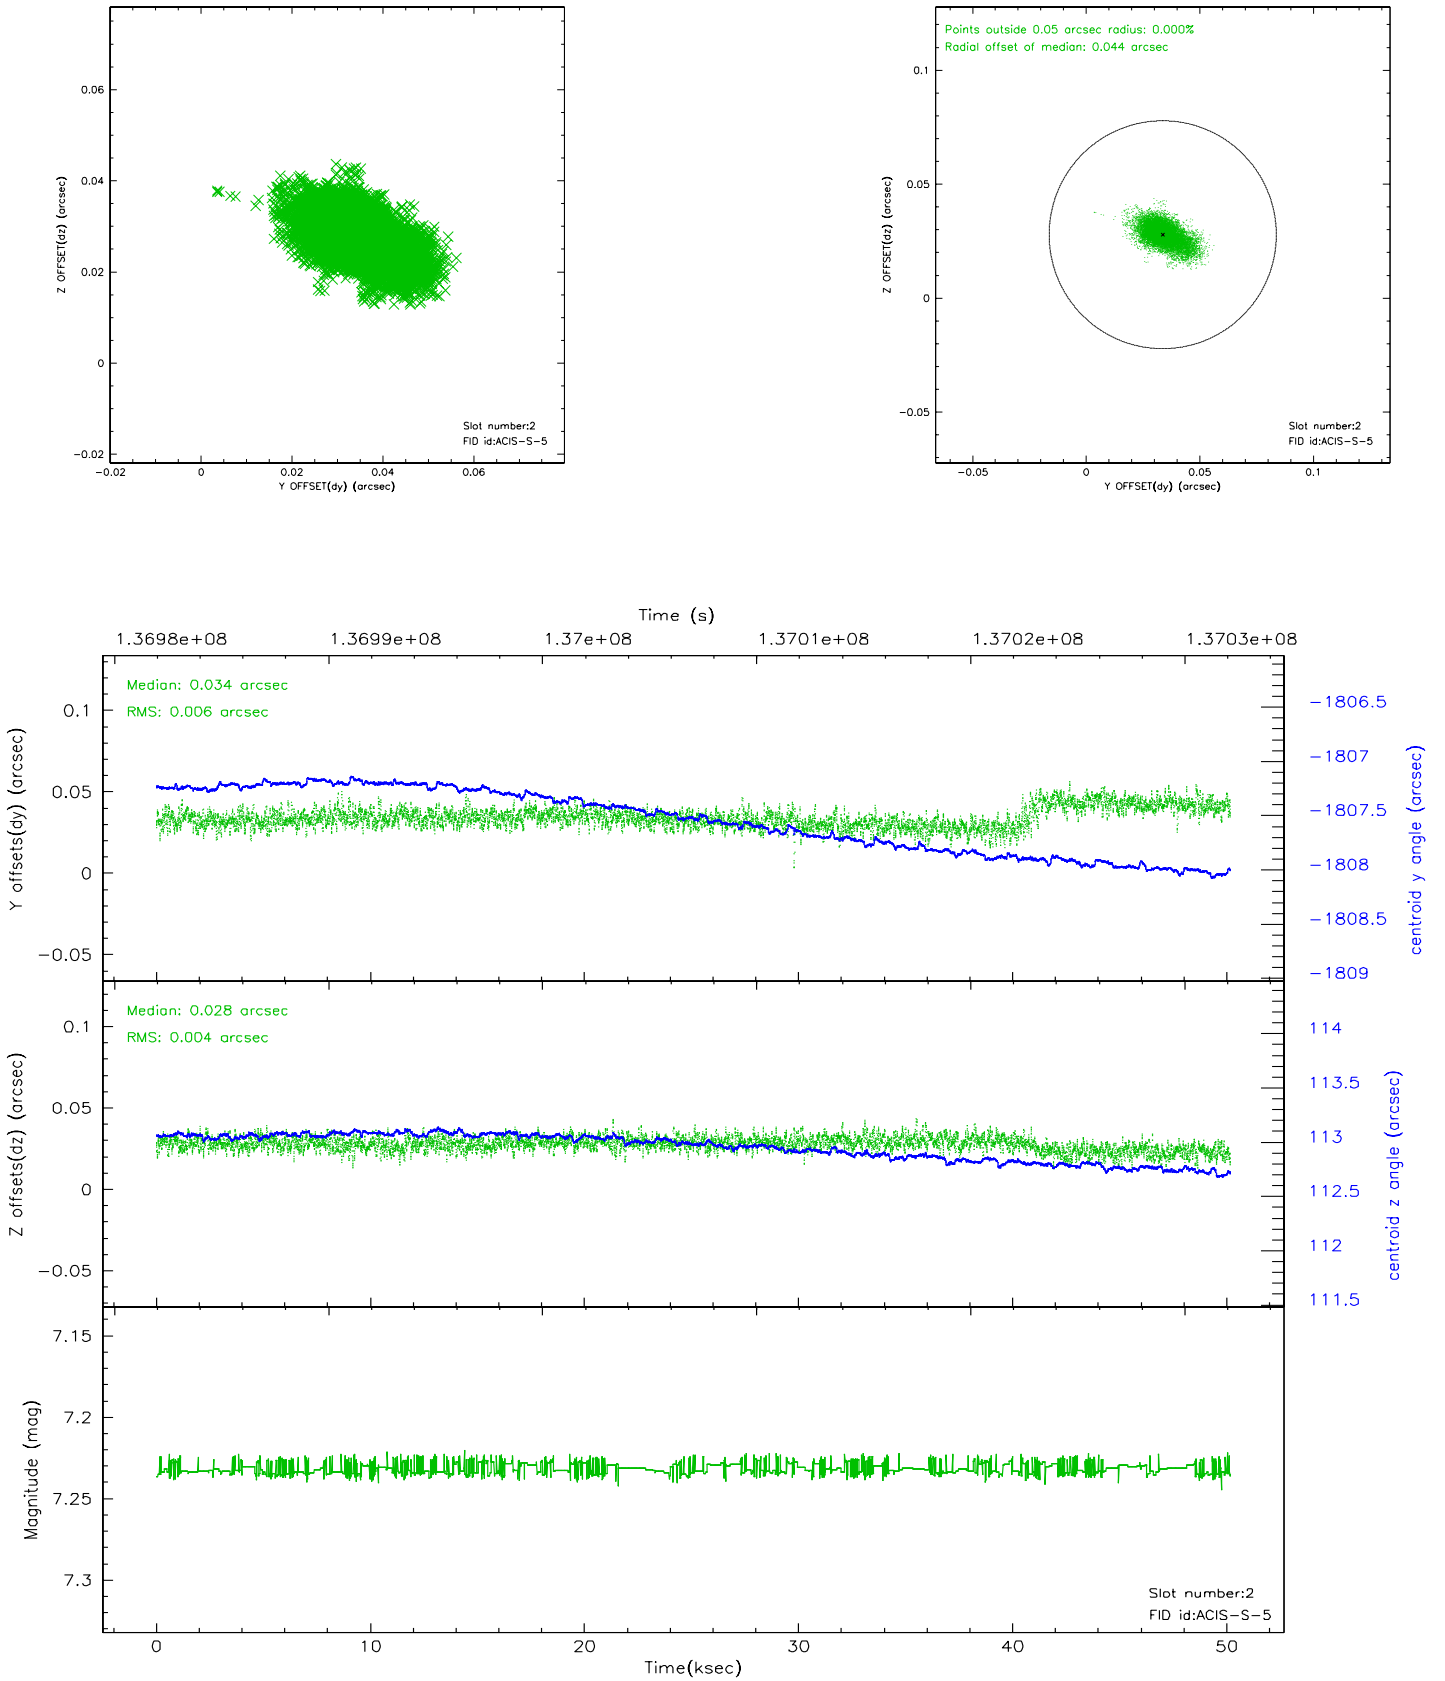 0.06
0.04
0.02
0
−0.02
Z OFFSET(dz) (arcsec)
Slot number:2
FID id:ACIS−S−5
−0.02 0 0.02 0.04 0.06
Y OFFSET(dy) (arcsec)
Points outside 0.05 arcsec radius: 0.000%
Radial offset of median: 0.044 arcsec
0.1
0.05
0
−0.05
Z OFFSET(dz) (arcsec)
Slot number:2
FID id:ACIS−S−5
−0.05 0 0.05 0.1
Y OFFSET(dy) (arcsec)
Time (s)
1.3698e+08 1.3699e+08 1.37e+08 1.3701e+08 1.3702e+08 1.3703e+08
Median: 0.034 arcsec
RMS: 0.006 arcsec
0.1
0.05
0
−0.05
Y offsets(dy) (arcsec)
−1806.5
−1807
−1807.5
−1808
−1808.5
−1809
centroid y angle (arcsec)
Median: 0.028 arcsec
RMS: 0.004 arcsec
0.1
0.05
0
−0.05
Z offsets(dz) (arcsec)
114
113.5
113
112.5
112
111.5
centroid z angle (arcsec)
7.15
7.2
7.25
7.3
Magnitude (mag)
Slot number:2
FID id:ACIS−S−5
0 10 20 30 40 50
Time(ksec)